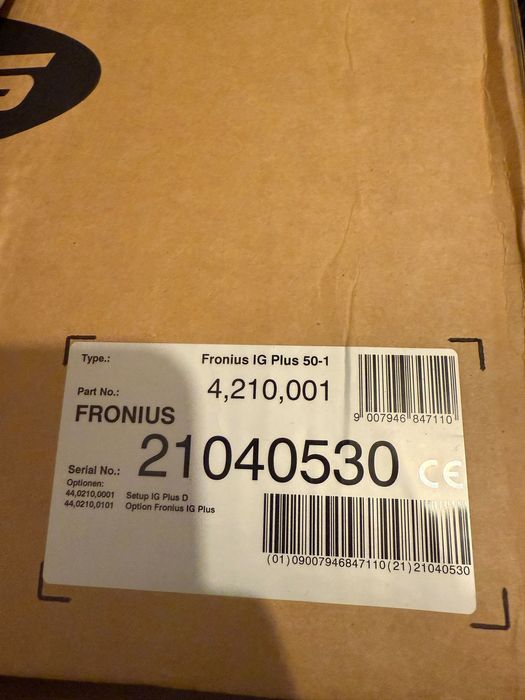 Type.: Fronius IG Plus 50-1
Part No.: 4,210,001
9 007946 847110
FRONIUS
Serial No.: 21040530 CE
Optionen:
44,0210,0001 Setup IG Plus D
44,0210,0101 Option Fronius IG Plus
(01)09007946847110(21)21040530